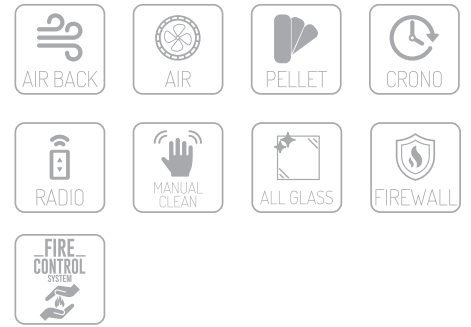 AIR BACK
AIR
PELLET
CRONO
RADIO
MANUAL
CLEAN
ALL GLASS
FIREWALL
FIRE
CONTROL
SYSTEM